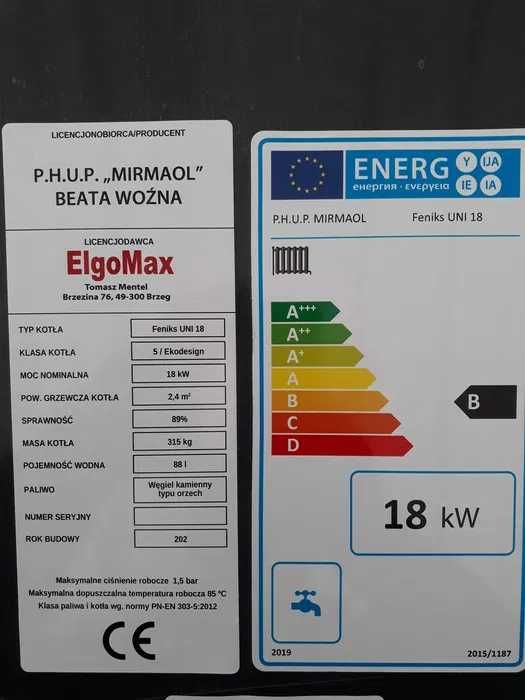 LICENCJONOBIORCA/PRODUCENT
P.H.U.P. „MIRMAOL”
BEATA WOŹNA
LICENCJODAWCA
ElgoMax
Tomasz Mentel
Brzezina 76, 49-300 Brzeg
TYP KOTŁA Feniks UNI 18
KLASA KOTŁA 5 / Ekodesign
MOC NOMINALNA 18 kW
POW. GRZEWCZA KOTŁA 2,4 m²
SPRAWNOŚĆ 89%
MASA KOTŁA 315 kg
POJEMNOŚĆ WODNA 88 l
PALIWO Węgiel kamienny
typu orzech
NUMER SERYJNY
ROK BUDOWY 202
Maksymalne ciśnienie robocze 1,5 bar
Maksymalna dopuszczalna temperatura robocza 85 ºC
Klasa paliwa i kotła wg, normy PN-EN 303-5:2012
CE
ENERG Y IJA
енергия · ενεργεια IE IA
P.H.U.P. MIRMAOL Feniks UNI 18
A+++
A++
A+
A
B
C
D
B
18 kW
2019 2015/1187